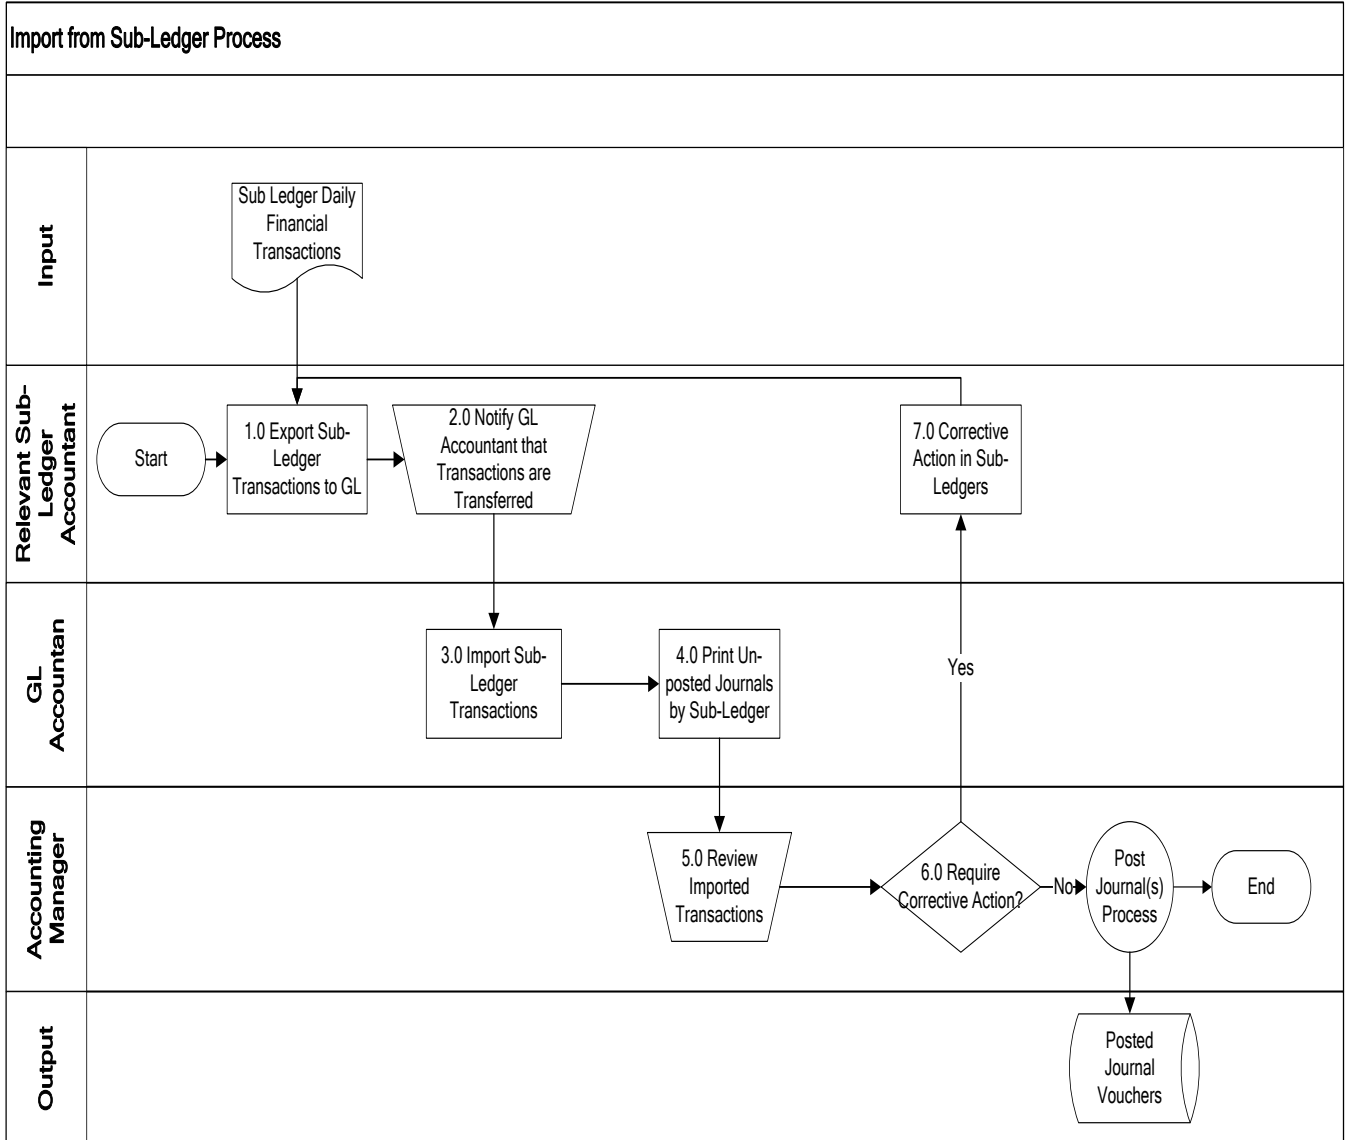 Import from Sub-Ledger Process
Input
Sub Ledger Daily
Financial
Transactions
Relevant Sub-
Ledger
Accountant
Start
1.0 Export Sub-
Ledger
Transactions to GL
2.0 Notify GL
Accountant that
Transactions are
Transferred
7.0 Corrective
Action in Sub-
Ledgers
GL
Accountan
3.0 Import Sub-
Ledger
Transactions
4.0 Print Un-
posted Journals
by Sub-Ledger
Yes
Accounting
Manager
5.0 Review
Imported
Transactions
6.0 Require
Corrective Action?
No
Post
Journal(s)
Process
End
Output
Posted
Journal
Vouchers